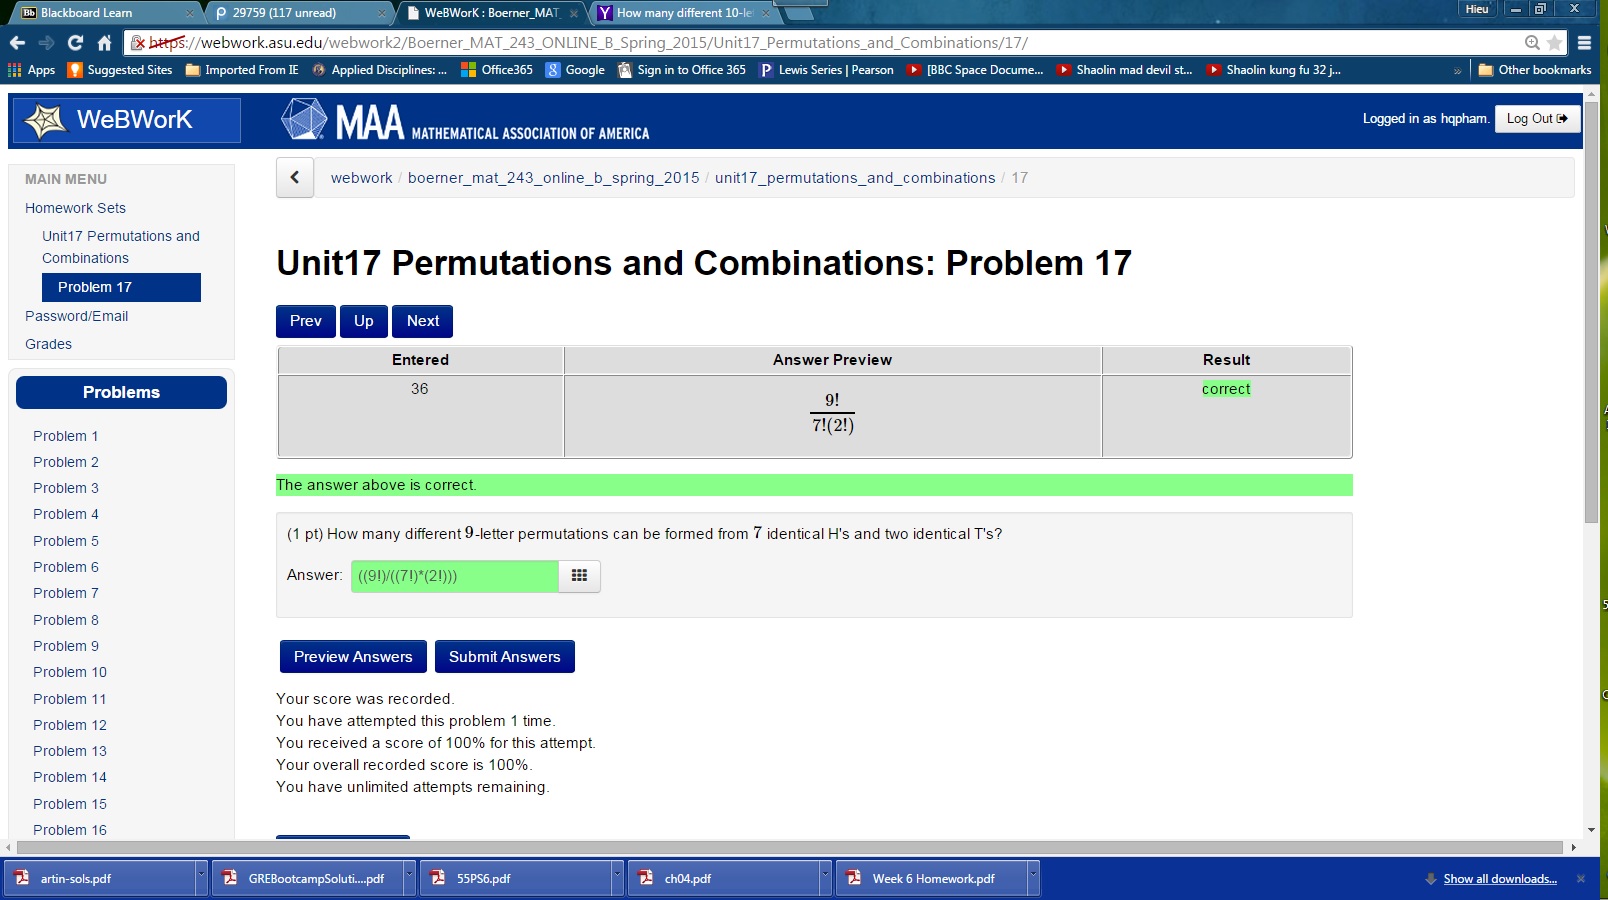 Blackboard Learn
29759 (117 unread)
WeBWorK : Boerner_MAT_
How many different 10-let
Hieu
https://webwork.asu.edu/webwork2/Boerner_MAT_243_ONLINE_B_Spring_2015/Unit17_Permutations_and_Combinations/17/
Apps Suggested Sites Imported From IE Applied Disciplines: ... Office365 Google Sign in to Office 365 Lewis Series | Pearson [BBC Space Docume... Shaolin mad devil st... Shaolin kung fu 32 j... » Other bookmarks
WeBWorK
MAA MATHEMATICAL ASSOCIATION OF AMERICA
Logged in as hqpham. Log Out
MAIN MENU
Homework Sets
Unit17 Permutations and
Combinations
Problem 17
Password/Email
Grades
Problems
Problem 1
Problem 2
Problem 3
Problem 4
Problem 5
Problem 6
Problem 7
Problem 8
Problem 9
Problem 10
Problem 11
Problem 12
Problem 13
Problem 14
Problem 15
Problem 16
webwork / boerner_mat_243_online_b_spring_2015 / unit17_permutations_and_combinations / 17
Unit17 Permutations and Combinations: Problem 17
Prev Up Next
Entered Answer Preview Result
36 9!/7!(2!) correct
The answer above is correct.
(1 pt) How many different 9-letter permutations can be formed from 7 identical H's and two identical T's?
Answer: ((9!)/((7!)*(2!)))
Preview Answers Submit Answers
Your score was recorded.
You have attempted this problem 1 time.
You received a score of 100% for this attempt.
Your overall recorded score is 100%.
You have unlimited attempts remaining.
artin-sols.pdf GREBootcampSoluti....pdf 55PS6.pdf ch04.pdf Week 6 Homework.pdf Show all downloads...